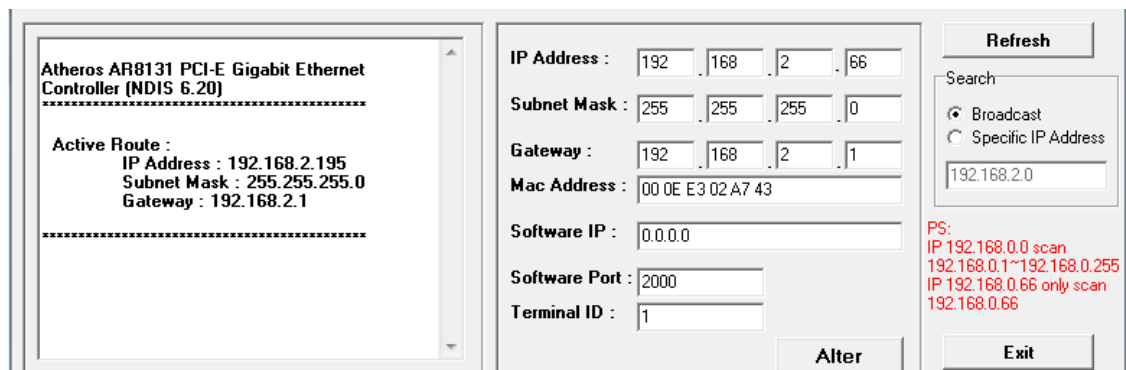 Atheros AR8131 PCI-E Gigabit Ethernet
Controller (NDIS 6.20)
******************************************
Active Route :
IP Address : 192.168.2.195
Subnet Mask : 255.255.255.0
Gateway : 192.168.2.1
******************************************
IP Address : 192 . 168 . 2 . 66
Subnet Mask : 255 . 255 . 255 . 0
Gateway : 192 . 168 . 2 . 1
Mac Address : 00 0E E3 02 A7 43
Software IP : 0.0.0.0
Software Port : 2000
Terminal ID : 1
Alter
Refresh
Search
Broadcast
Specific IP Address
192.168.2.0
PS:
IP 192.168.0.0 scan
192.168.0.1~192.168.0.255
IP 192.168.0.66 only scan
192.168.0.66
Exit